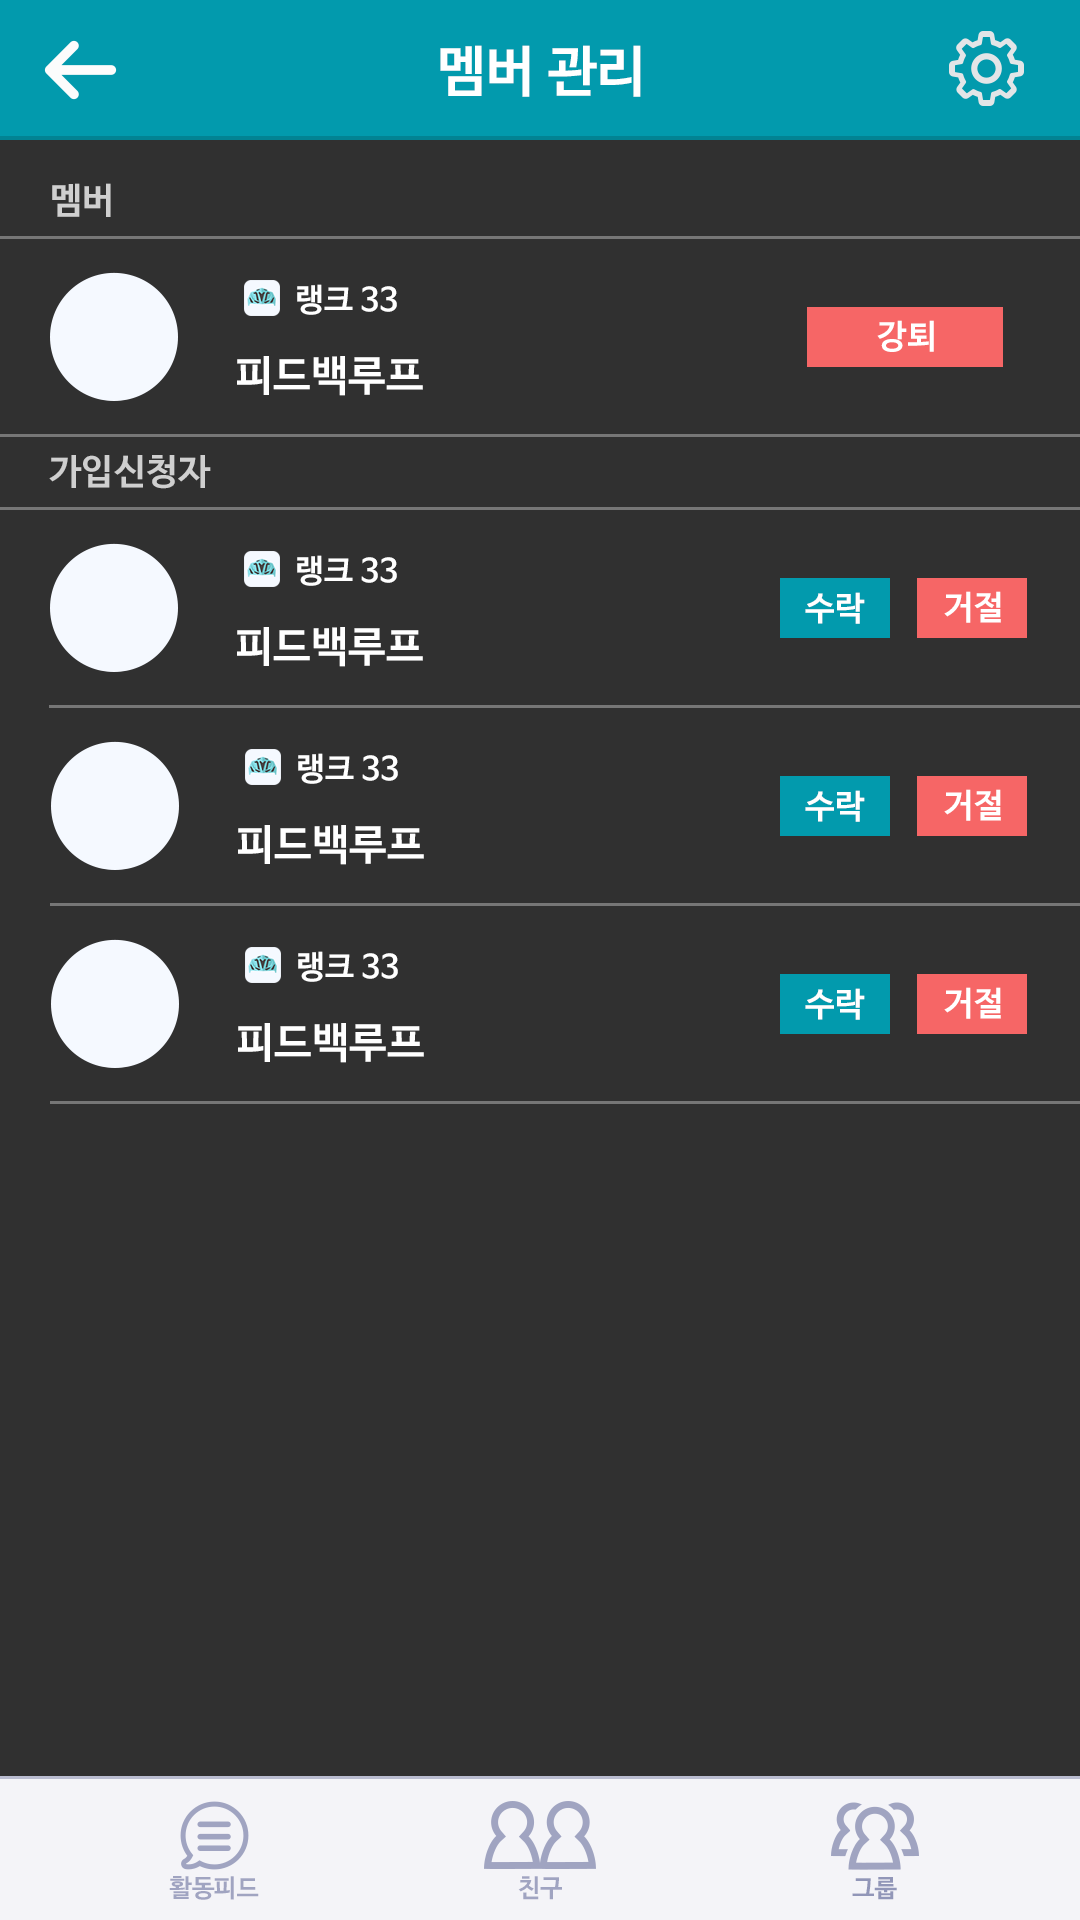 멤버 관리
멤버
랭크 33
피드백루프
강퇴
가입신청자
랭크 33
피드백루프
수락 거절
랭크 33
피드백루프
수락 거절
랭크 33
피드백루프
수락 거절
활동피드 친구 그룹